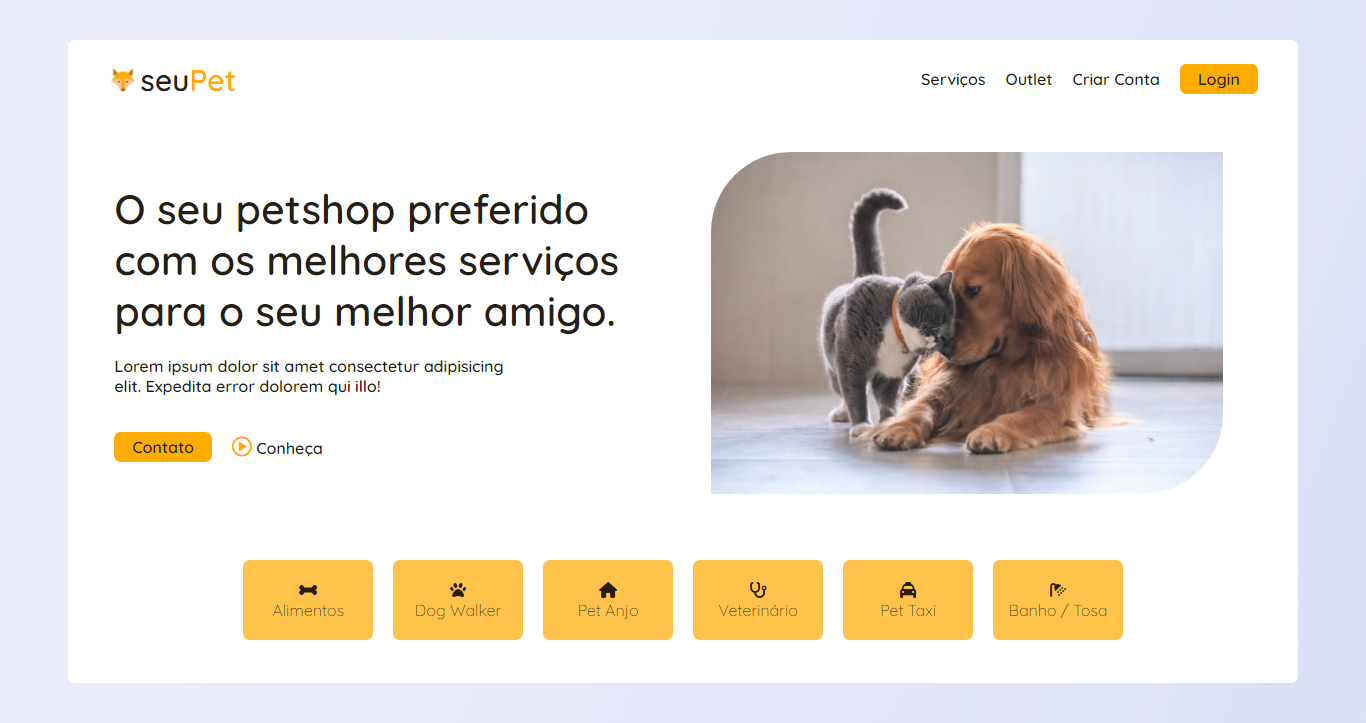 seuPet
Serviços Outlet Criar Conta Login
O seu petshop preferido
com os melhores serviços
para o seu melhor amigo.
Lorem ipsum dolor sit amet consectetur adipisicing
elit. Expedita error dolorem qui illo!
Contato Conheça
Alimentos Dog Walker Pet Anjo Veterinário Pet Taxi Banho / Tosa